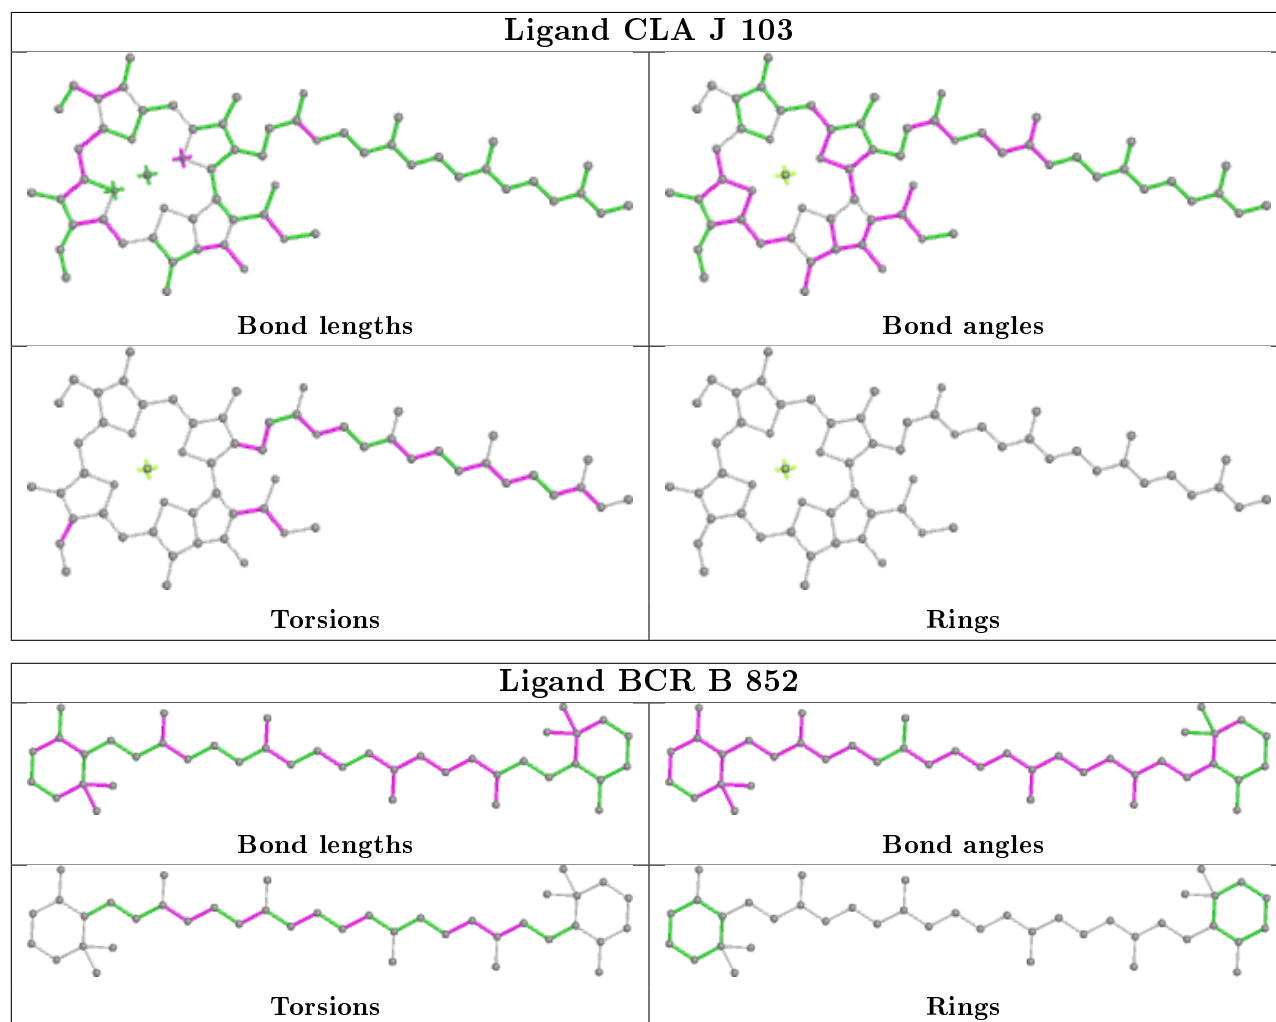 Ligand CLA J 103
Bond lengths
Bond angles
Torsions
Rings
Ligand BCR B 852
Bond lengths
Bond angles
Torsions
Rings